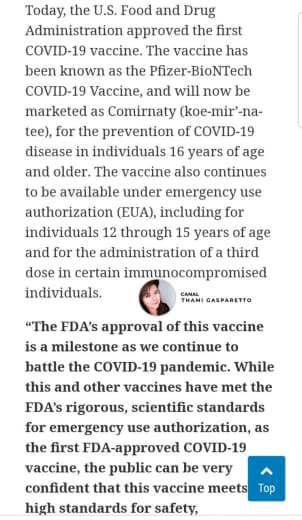 Today, the U.S. Food and Drug
Administration approved the first
COVID-19 vaccine. The vaccine has
been known as the Pfizer-BioNTech
COVID-19 Vaccine, and will now be
marketed as Comirnaty (koe-mir’-na-
tee), for the prevention of COVID-19
disease in individuals 16 years of age
and older. The vaccine also continues
to be available under emergency use
authorization (EUA), including for
individuals 12 through 15 years of age
and for the administration of a third
dose in certain immunocompromised
individuals.
CANAL
THAMI GASPARETTO
“The FDA’s approval of this vaccine
is a milestone as we continue to
battle the COVID-19 pandemic. While
this and other vaccines have met the
FDA’s rigorous, scientific standards
for emergency use authorization, as
the first FDA-approved COVID-19
vaccine, the public can be very
confident that this vaccine meets
Top
high standards for safety,